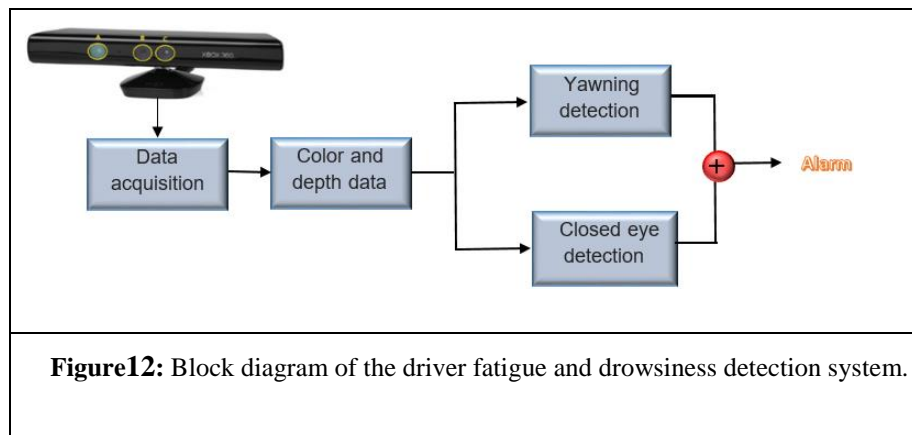 A B C
XBOX 360
Data
acquisition
Color and
depth data
Yawning
detection
Closed eye
detection
+
Alarm
Figure12: Block diagram of the driver fatigue and drowsiness detection system.